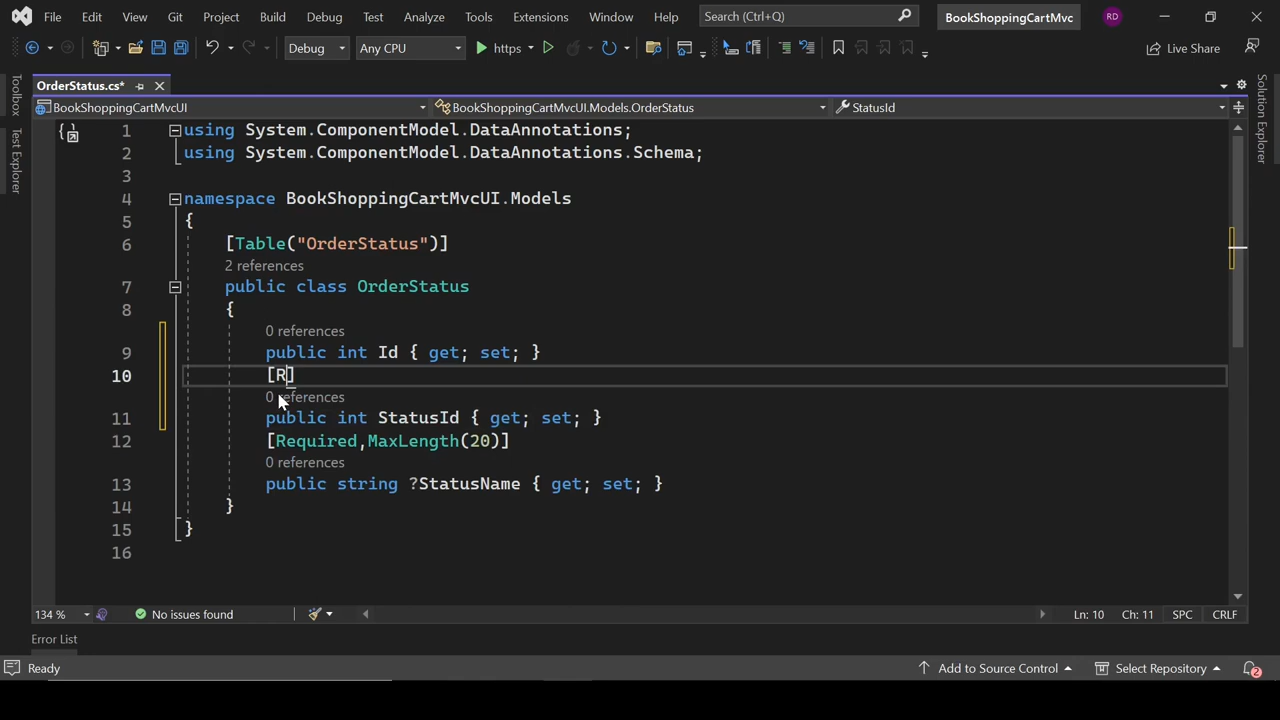 File Edit View Git Project Build Debug Test Analyze Tools Extensions Window Help Search (Ctrl+Q) BookShoppingCartMvc RD
Debug Any CPU https Live Share
OrderStatus.cs*
BookShoppingCartMvcUI BookShoppingCartMvcUI.Models.OrderStatus StatusId
Toolbox
Test Explorer
Solution Explorer
1 using System.ComponentModel.DataAnnotations;
2 using System.ComponentModel.DataAnnotations.Schema;
3
4 namespace BookShoppingCartMvcUI.Models
5 {
6 [Table("OrderStatus")]
2 references
7 public class OrderStatus
8 {
0 references
9 public int Id { get; set; }
10 [R]
0 references
11 public int StatusId { get; set; }
12 [Required,MaxLength(20)]
0 references
13 public string ?StatusName { get; set; }
14 }
15 }
16
134 % No issues found Ln: 10 Ch: 11 SPC CRLF
Error List
Ready Add to Source Control Select Repository 2